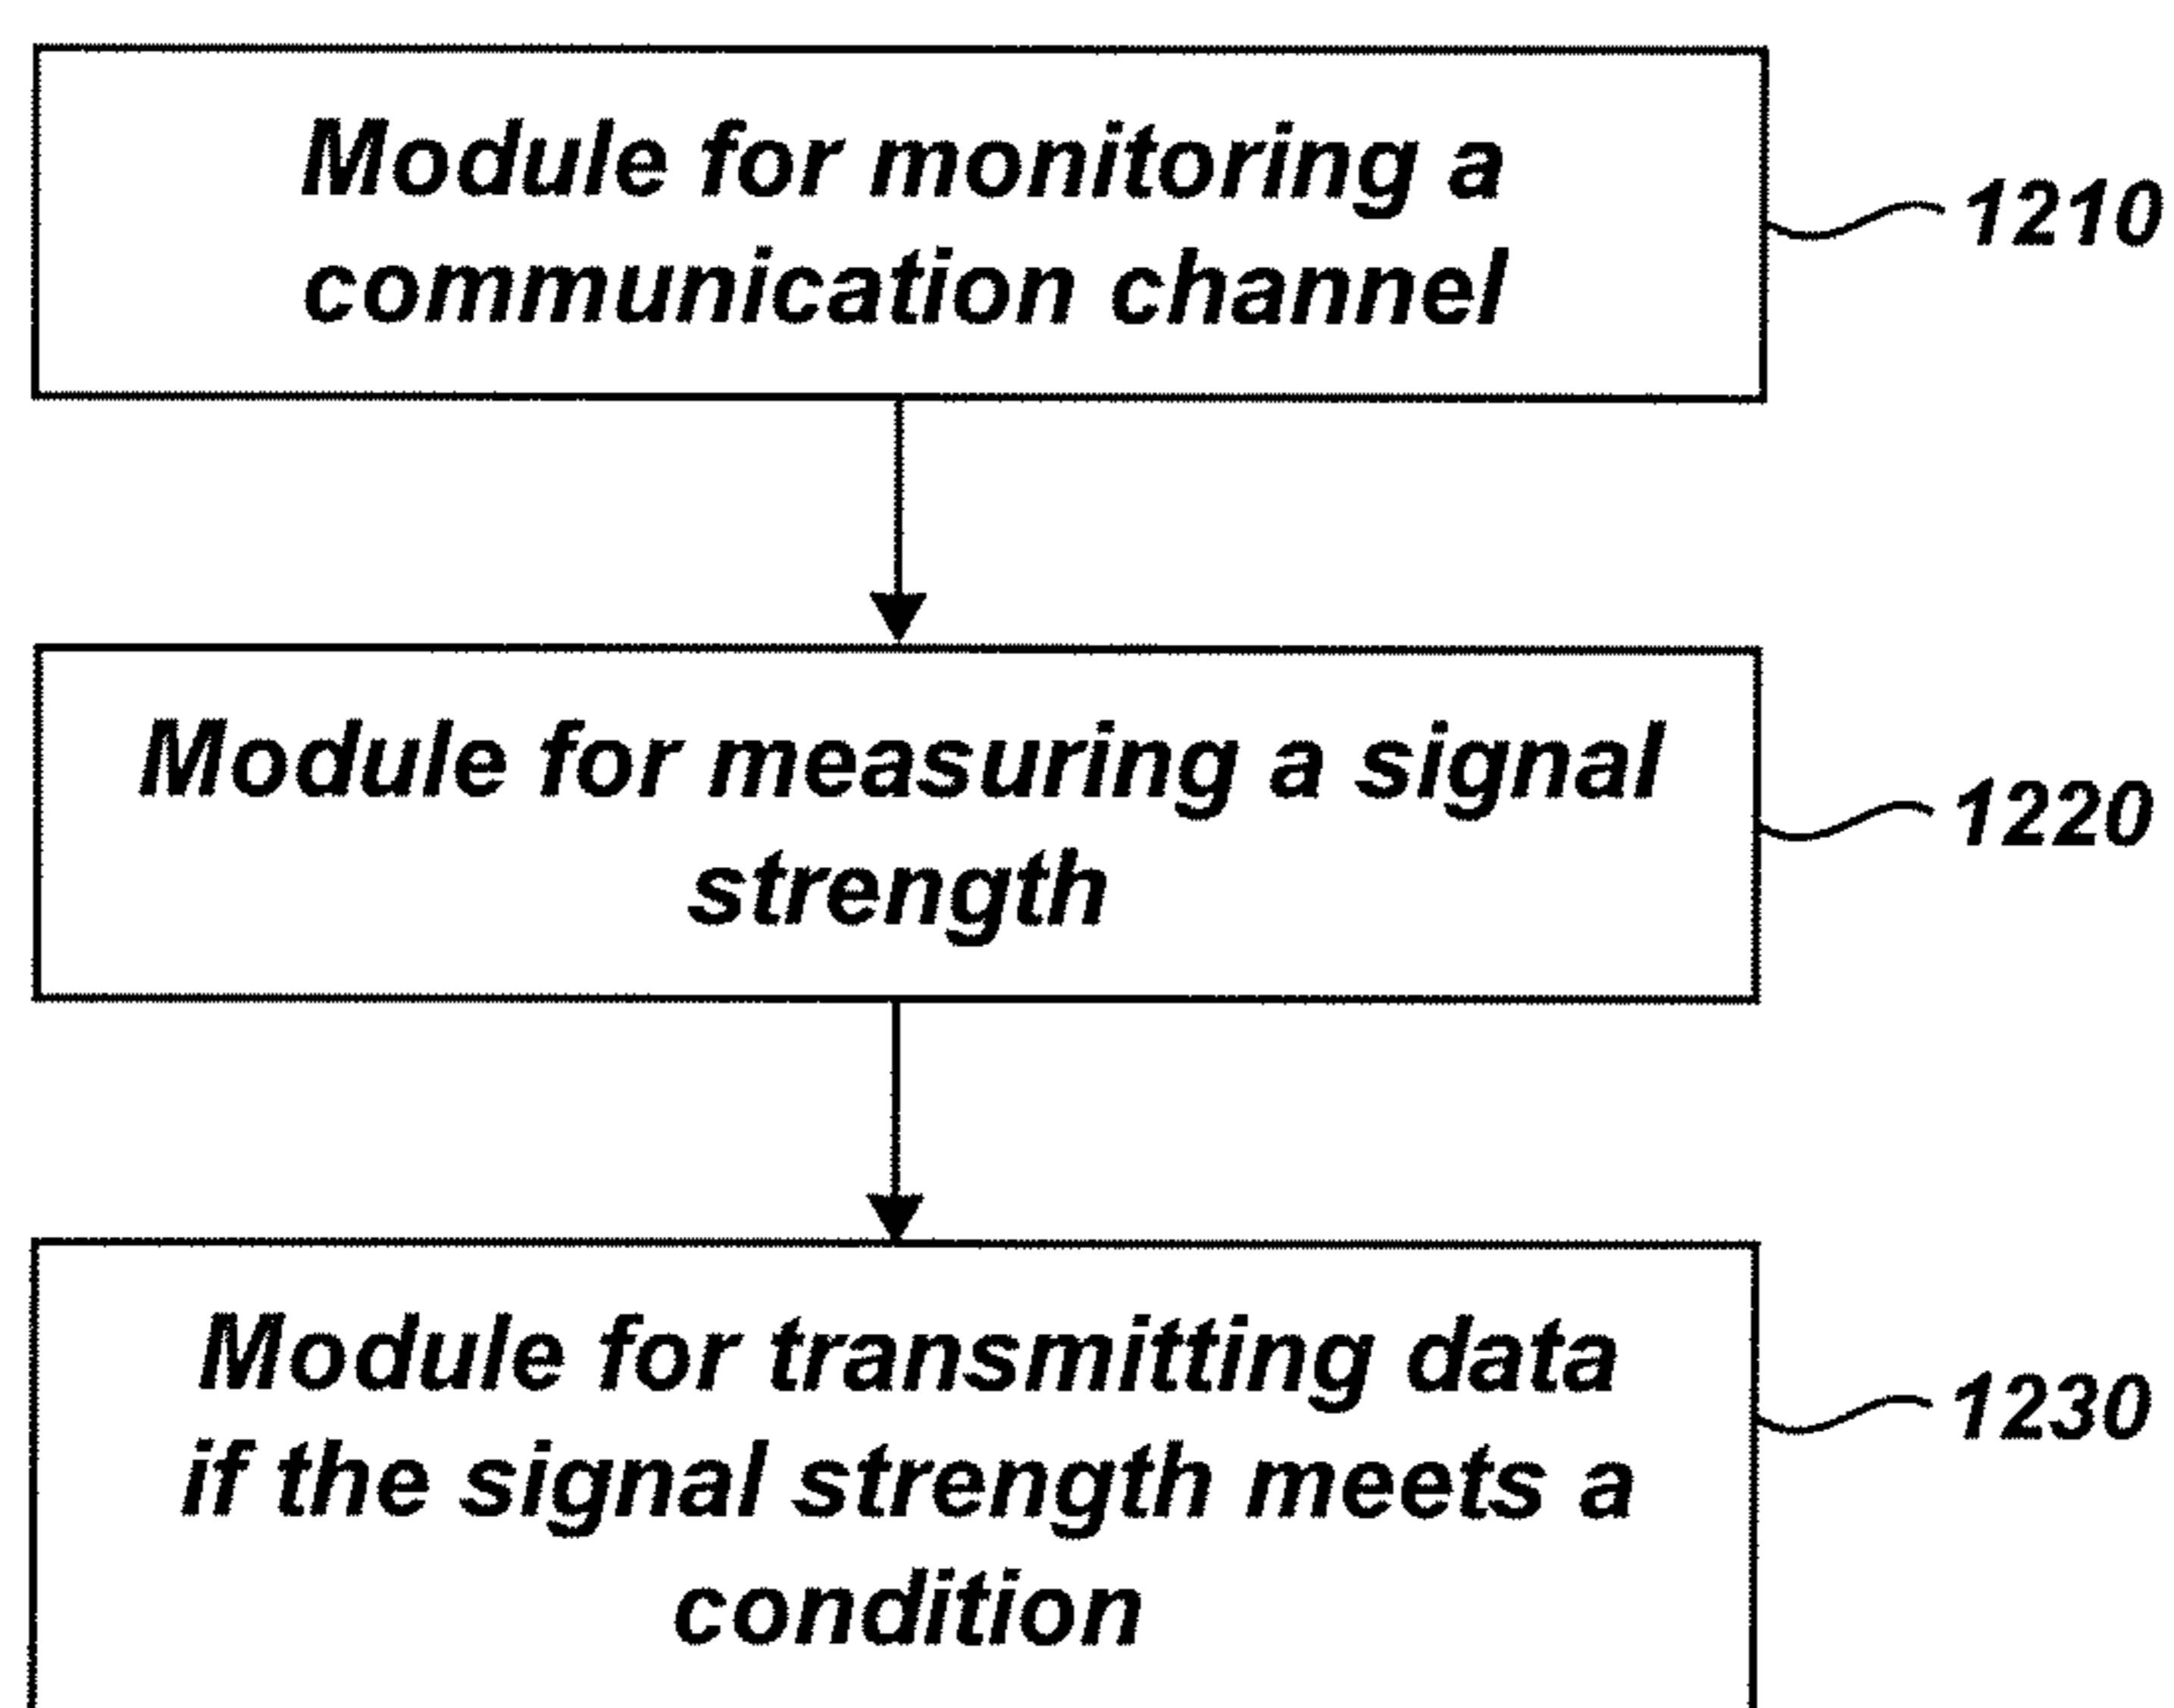 Module for monitoring a
communication channel
1210
Module for measuring a signal
strength
1220
Module for transmitting data
if the signal strength meets a
condition
1230